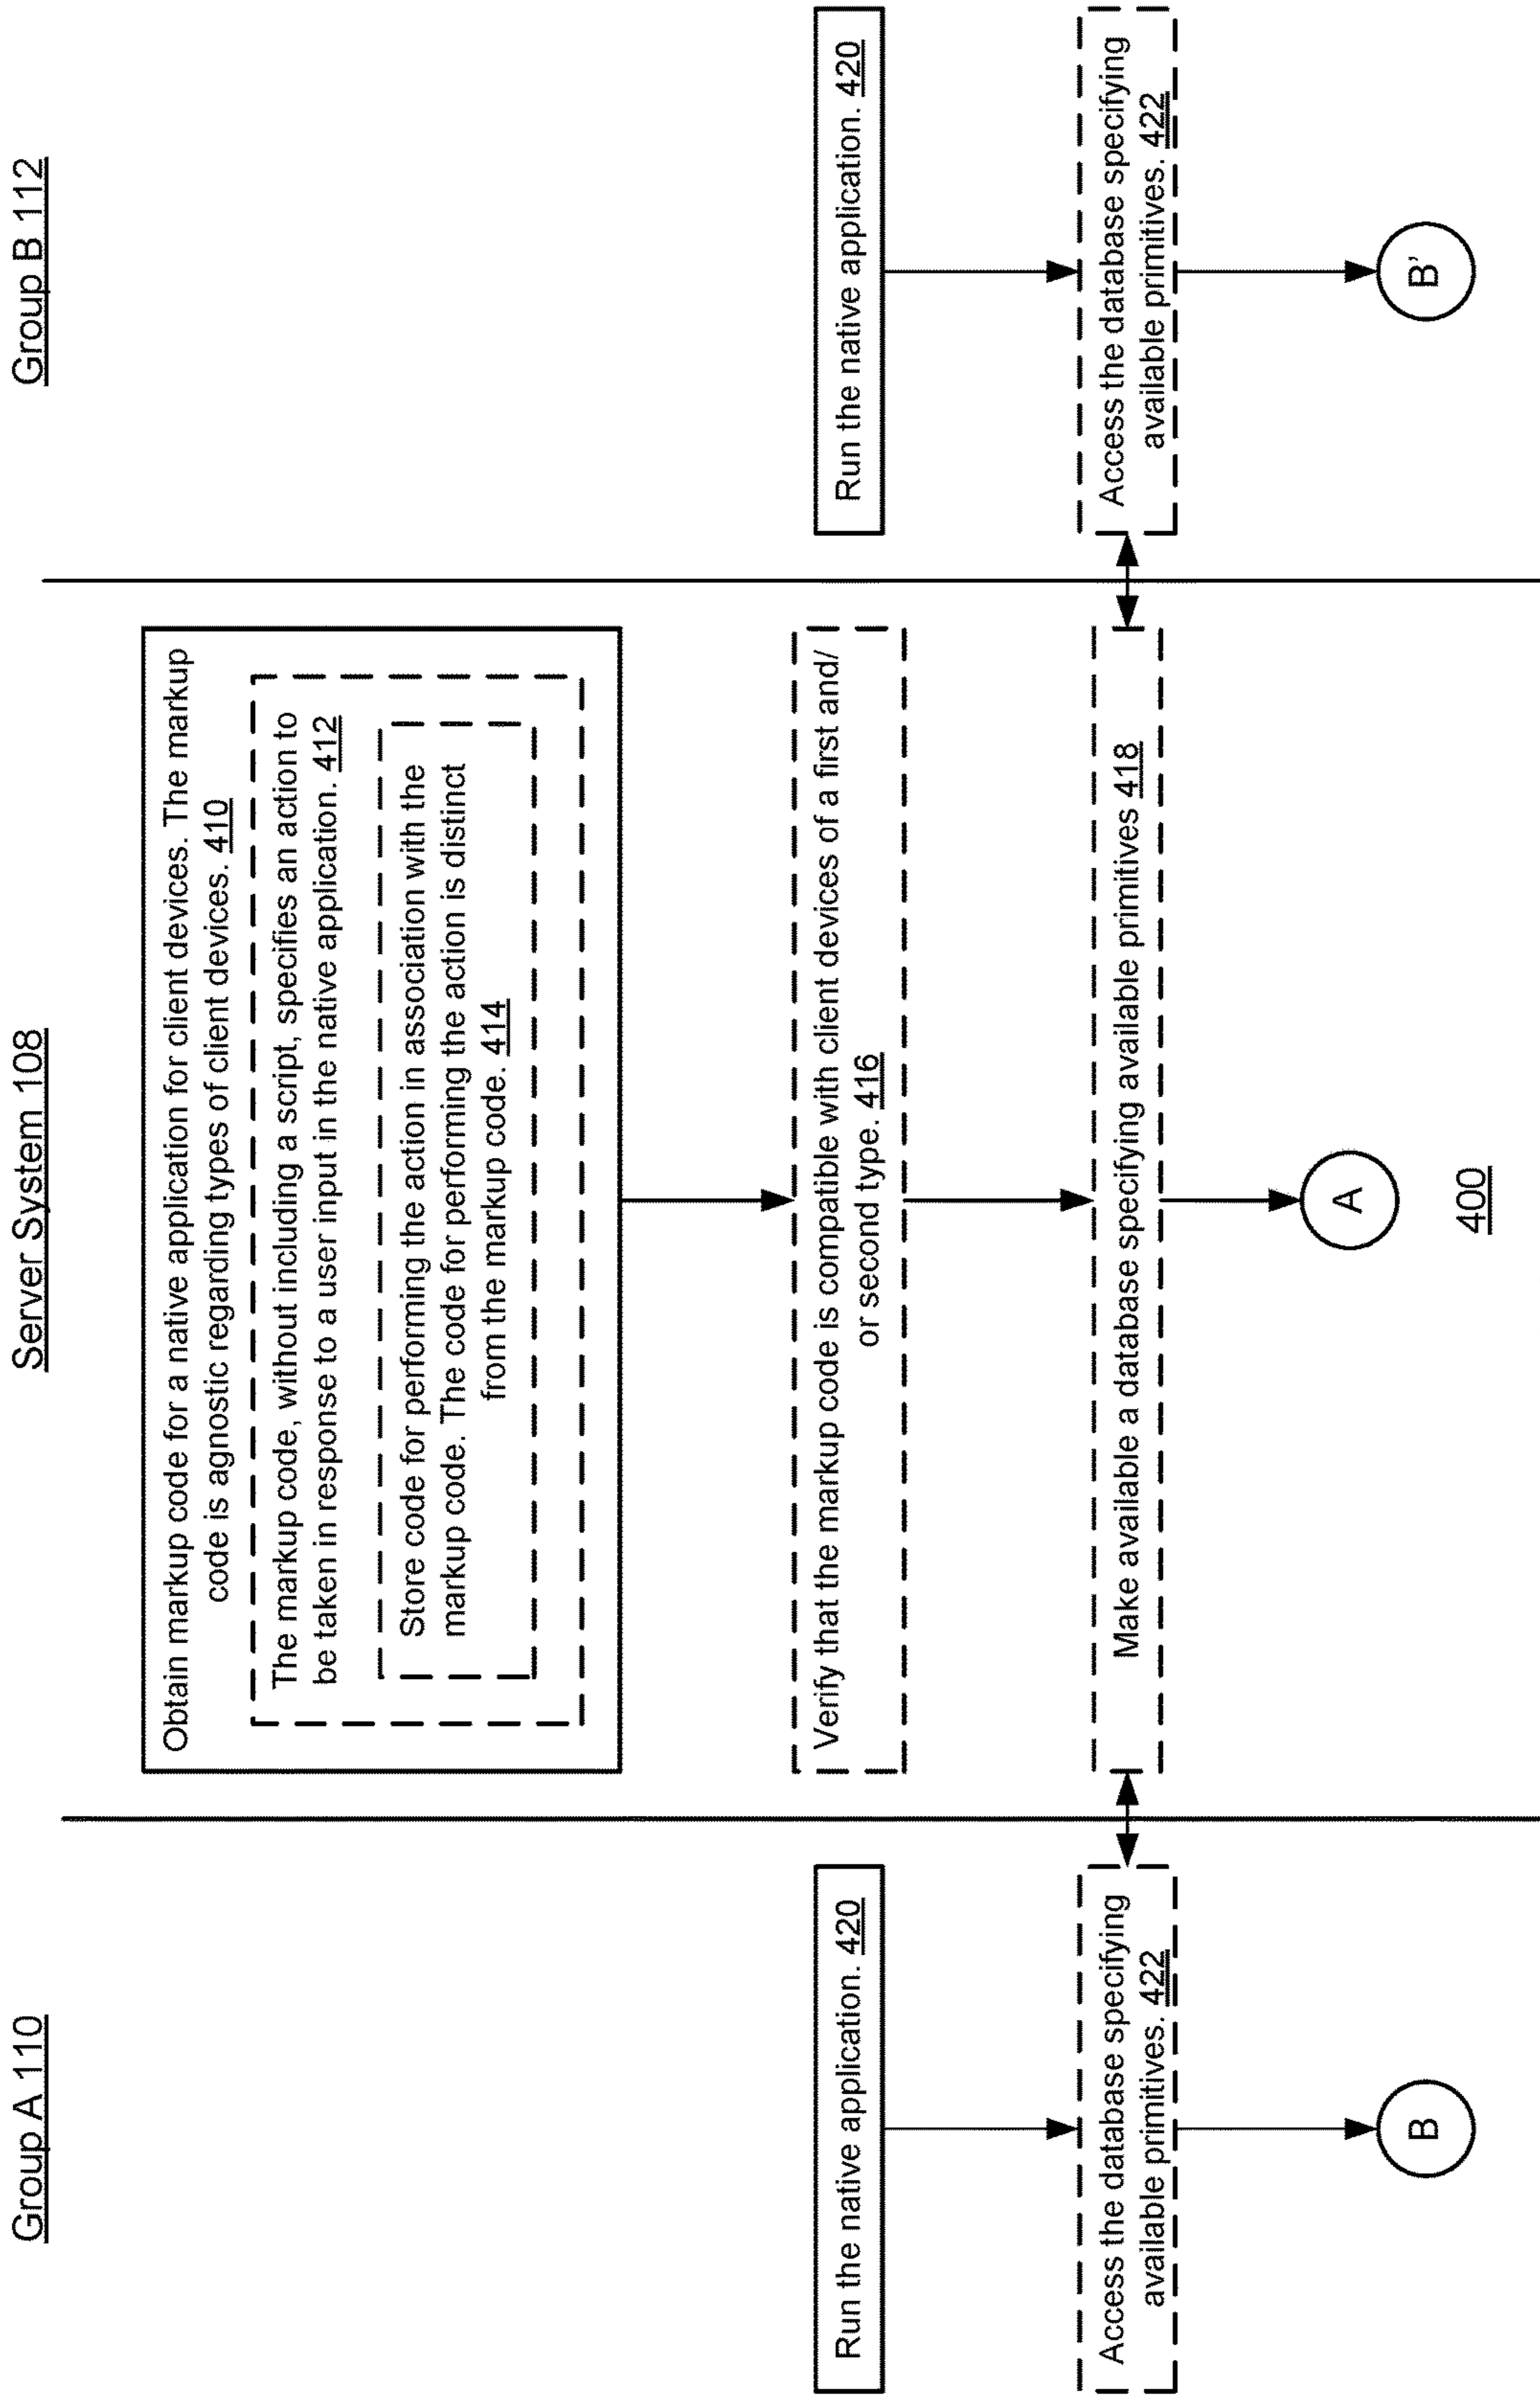 Group A 110
Server System 108
Group B 112
Obtain markup code for a native application for client devices. The markup
code is agnostic regarding types of client devices. 410
The markup code, without including a script, specifies an action to
be taken in response to a user input in the native application. 412
Store code for performing the action in association with the
markup code. The code for performing the action is distinct
from the markup code. 414
Run the native application. 420
Verify that the markup code is compatible with client devices of a first and/
or second type. 416
Run the native application. 420
Access the database specifying
available primitives. 422
Make available a database specifying available primitives 418
Access the database specifying
available primitives. 422
B
A
B'
400